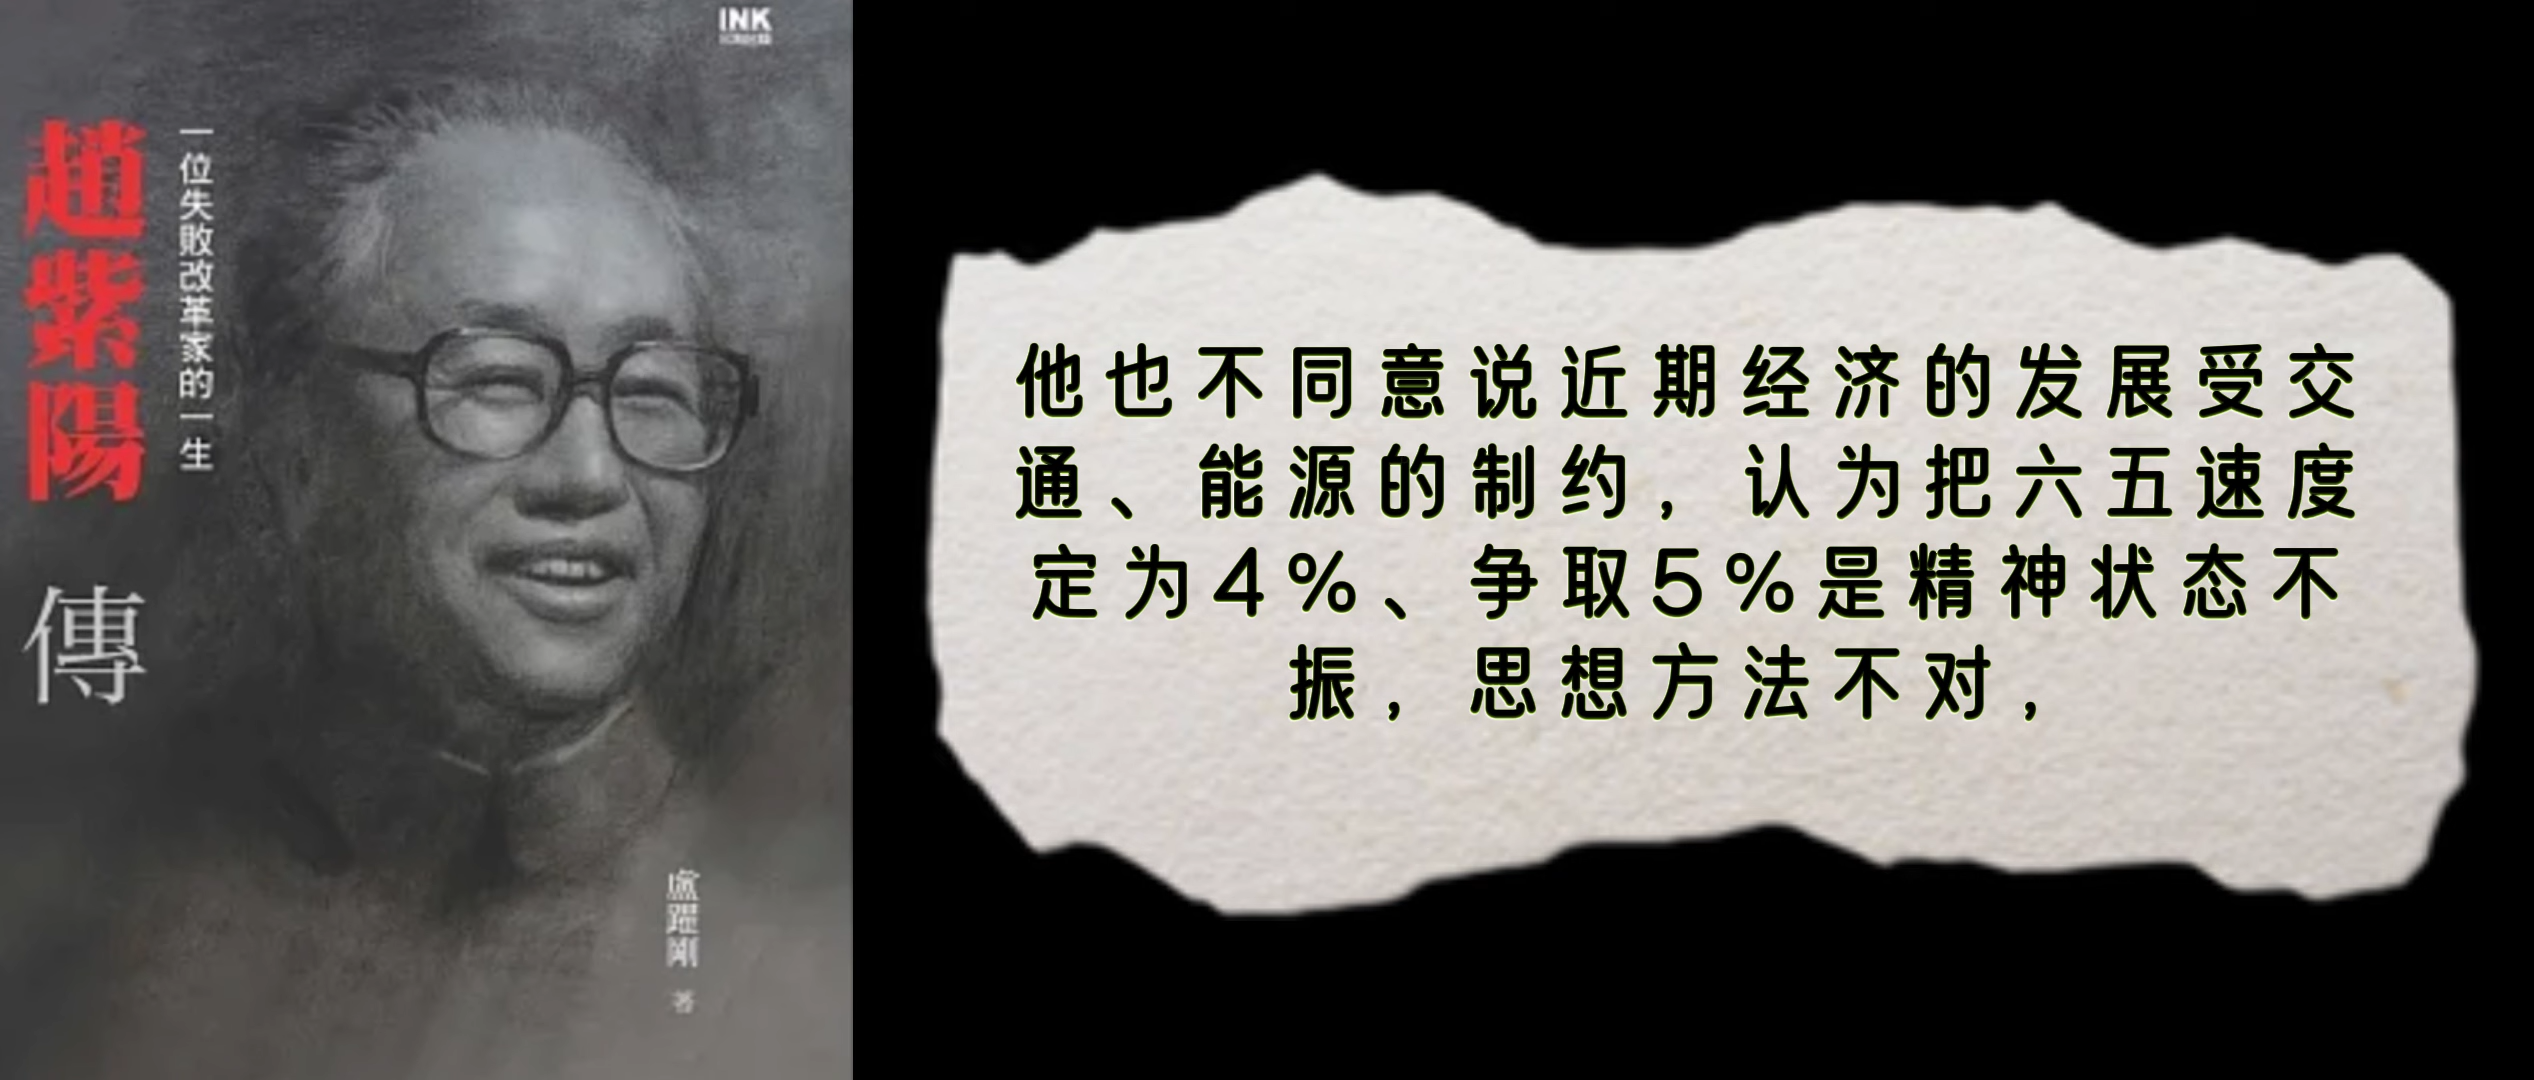 INK
趙紫陽 傳
一位失敗改革家的一生
盧躍剛 著
他也不同意说近期经济的发展受交
通、能源的制约，认为把六五速度
定为4%、争取5%是精神状态不
振，思想方法不对，